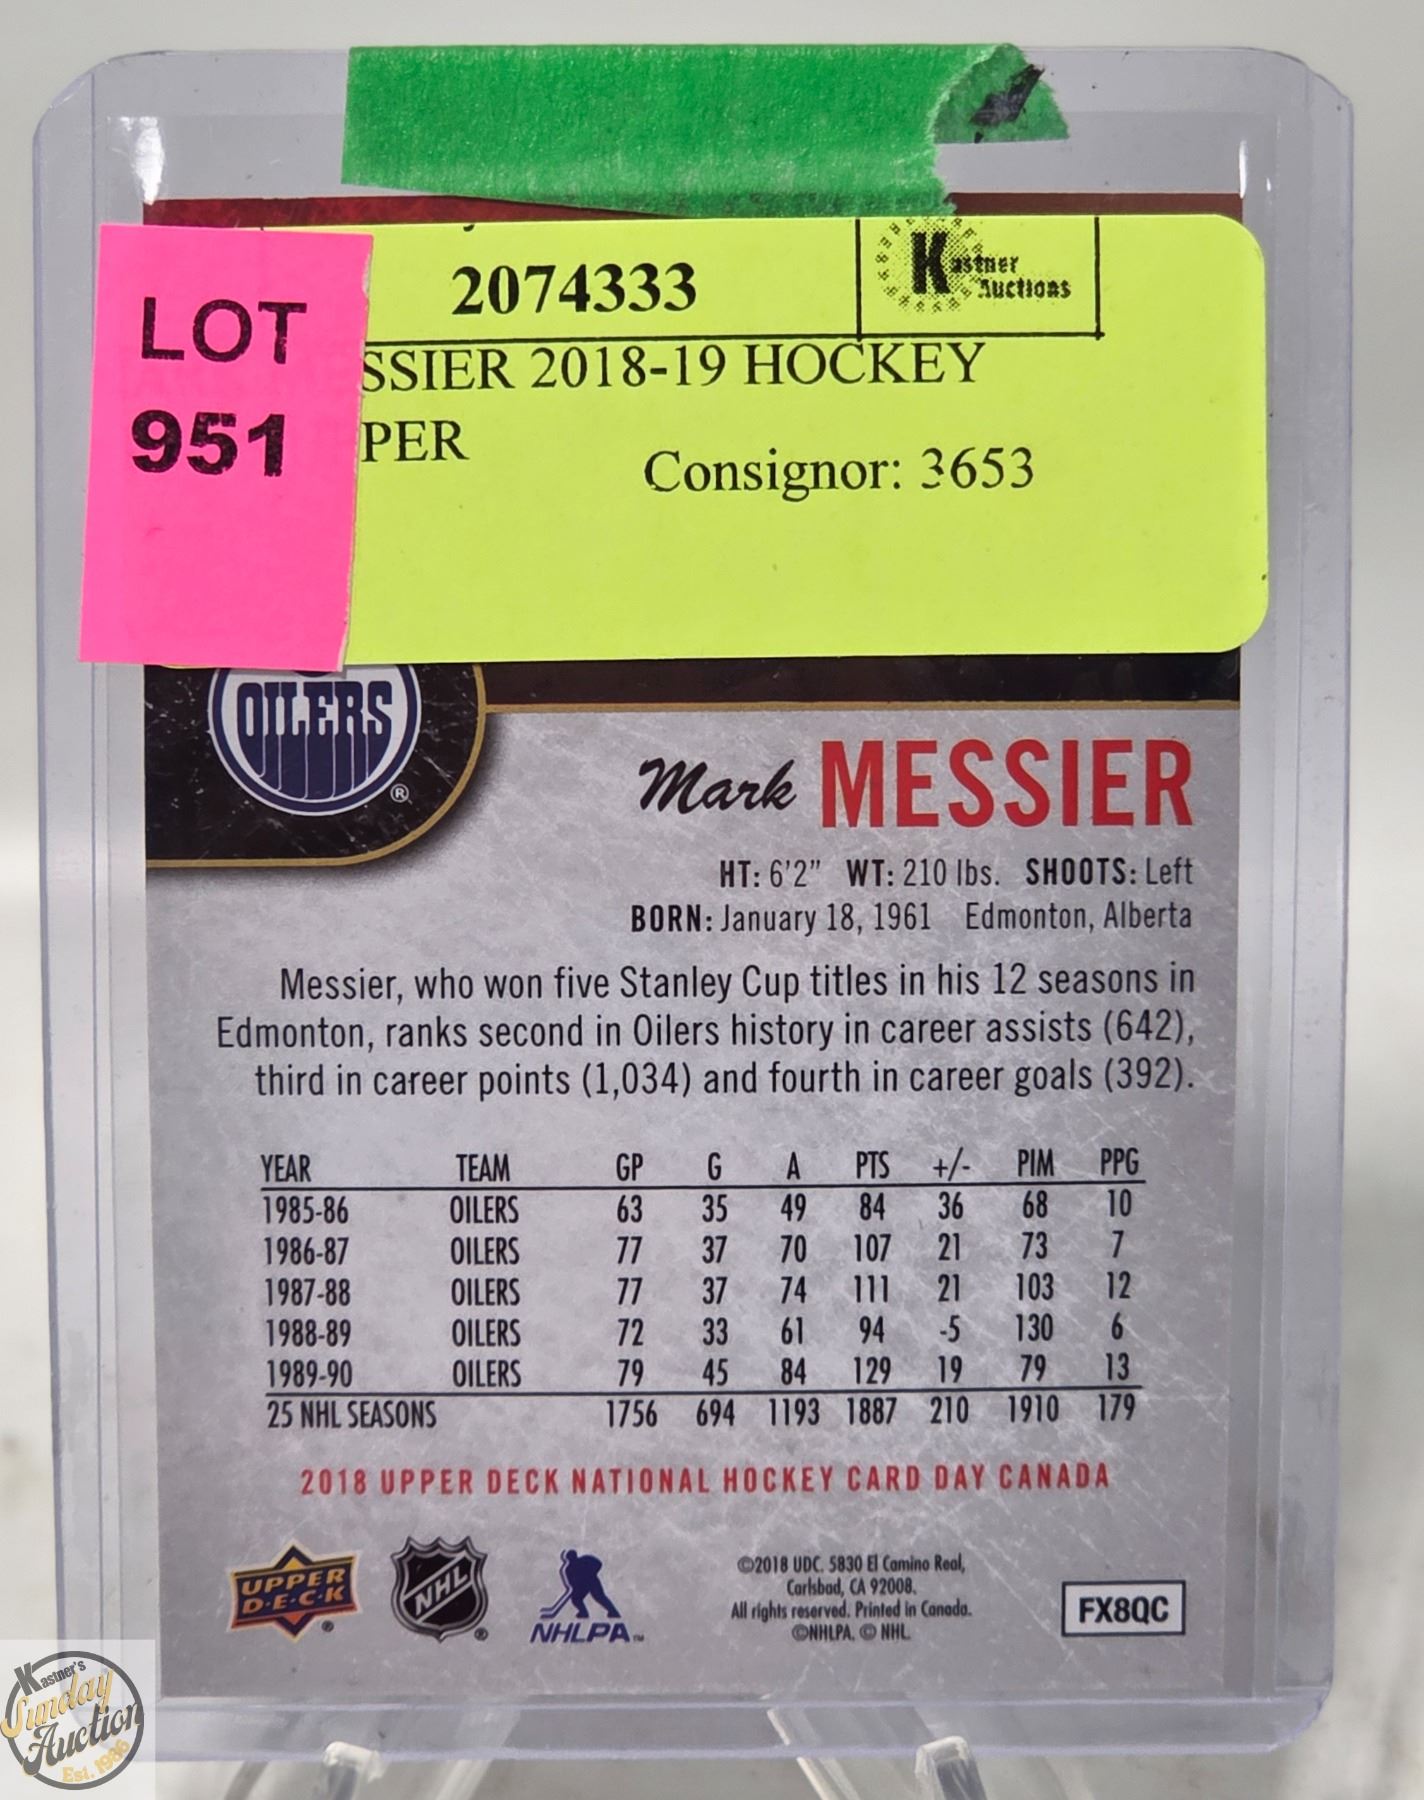 2074333
Kastner
Auctions
LOT
951
SSIER 2018-19 HOCKEY
PER
Consignor: 3653
OILERS
®
Mark MESSIER
HT: 6'2" WT: 210 lbs. SHOOTS: Left
BORN: January 18, 1961 Edmonton, Alberta
Messier, who won five Stanley Cup titles in his 12 seasons in
Edmonton, ranks second in Oilers history in career assists (642),
third in career points (1,034) and fourth in career goals (392).
YEAR TEAM GP G A PTS +/- PIM PPG
1985-86 OILERS 63 35 49 84 36 68 10
1986-87 OILERS 77 37 70 107 21 73 7
1987-88 OILERS 77 37 74 111 21 103 12
1988-89 OILERS 72 33 61 94 -5 130 6
1989-90 OILERS 79 45 84 129 19 79 13
25 NHL SEASONS 1756 694 1193 1887 210 1910 179
2018 UPPER DECK NATIONAL HOCKEY CARD DAY CANADA
UPPER
D·E·C·K
®
NHL
®
NHLPA™
©2018 UDC. 5830 El Camino Real,
Carlsbad, CA 92008.
All rights reserved. Printed in Canada.
©NHLPA. © NHL
FX8QC
Kastner's
Sunday
Auction
Est. 1986